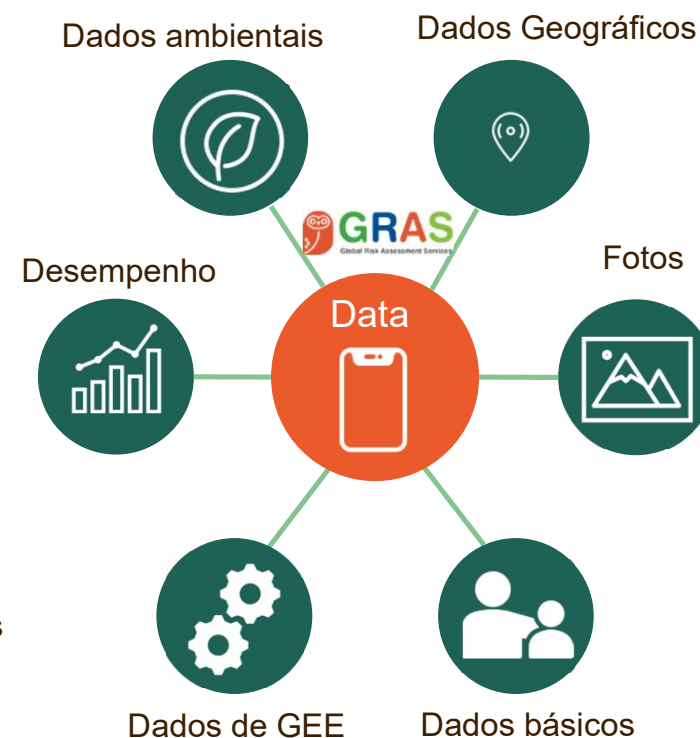 Dados ambientais
Dados Geográficos
GRAS
Global Risk Assessment Services
Desempenho
Fotos
Data
s
Dados de GEE
Dados básicos